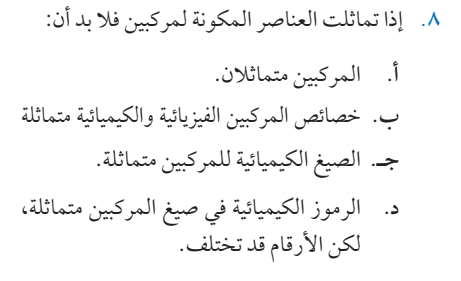 ٨. إذا تماثلت العناصر المكونة لمركبين فلا بد أن:
أ. المركبين متماثلان.
ب. خصائص المركبين الفيزيائية والكيميائية متماثلة
جـ. الصيغ الكيميائية للمركبين متماثلة.
د. الرموز الكيميائية في صيغ المركبين متماثلة،
لكن الأرقام قد تختلف.